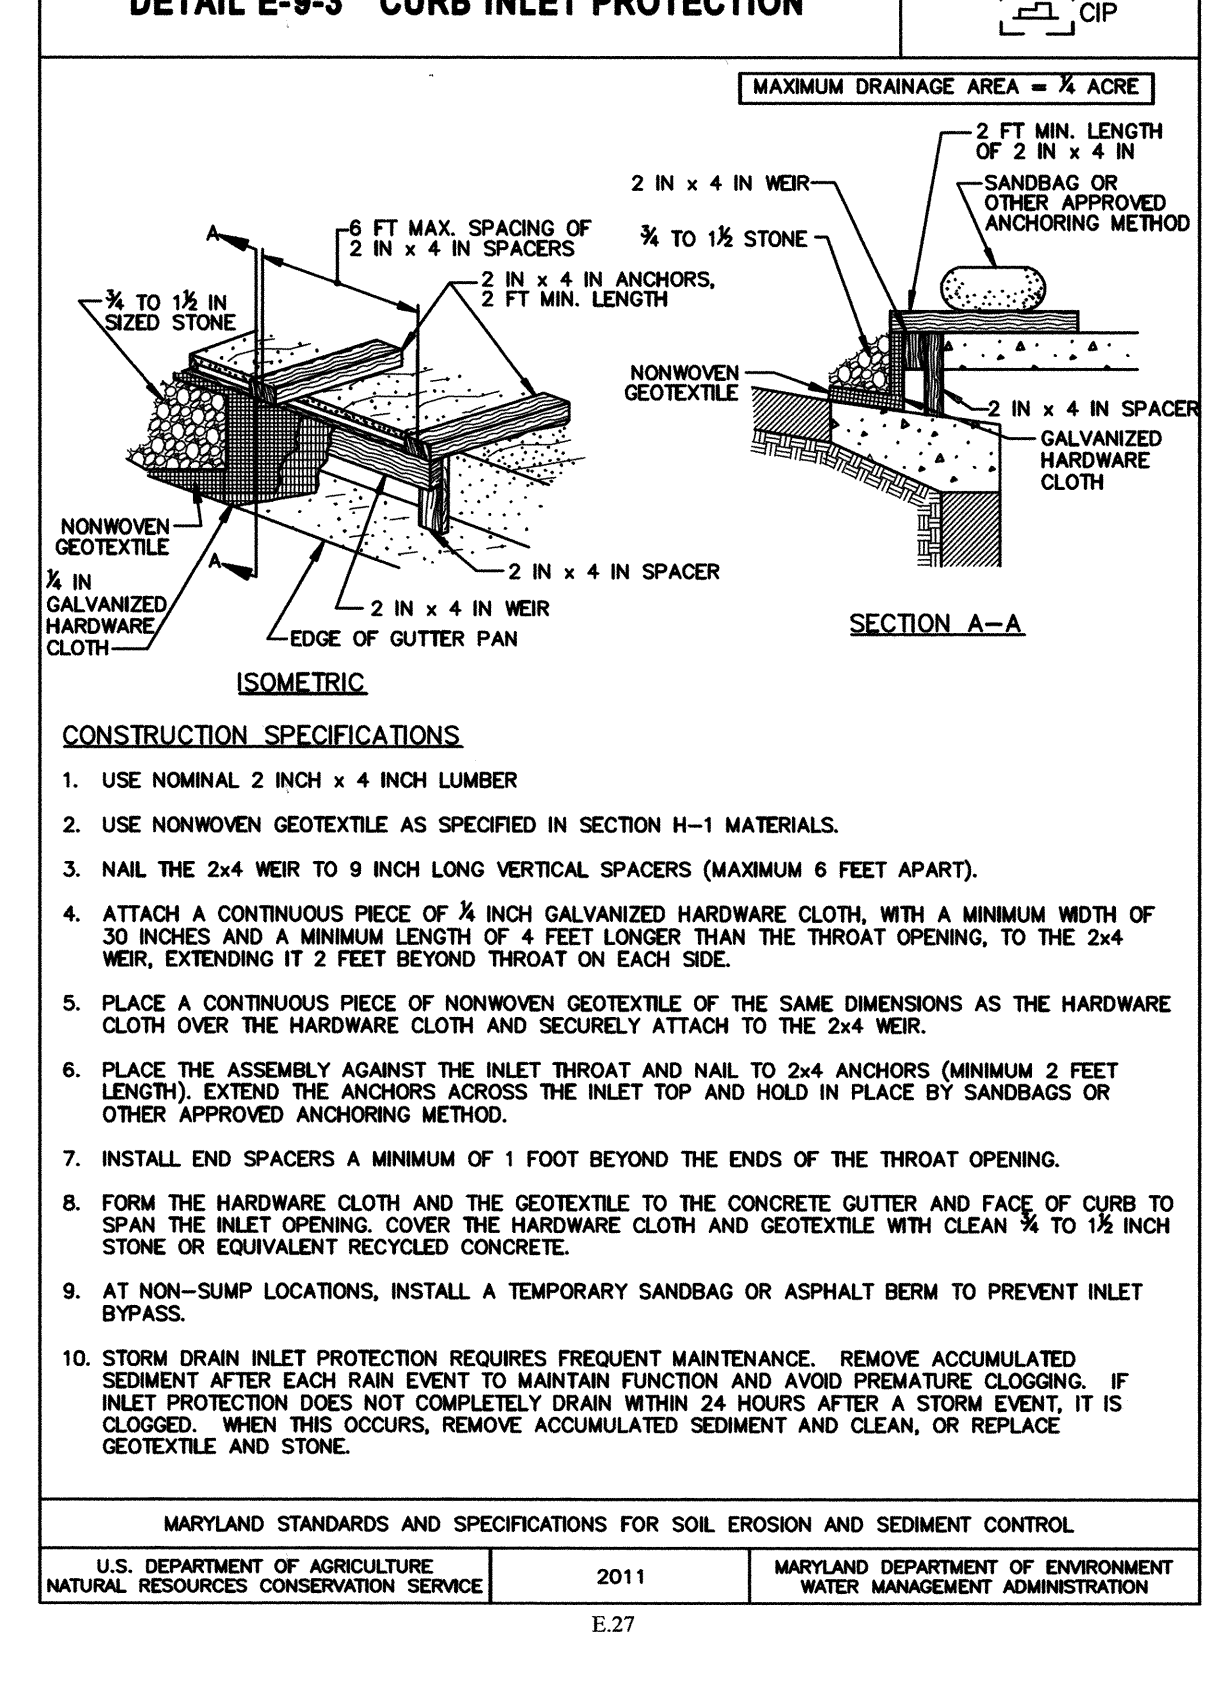 DETAIL E-9-3 CURB INLET PROTECTION
CIP
MAXIMUM DRAINAGE AREA = ¼ ACRE
2 FT MIN. LENGTH
OF 2 IN x 4 IN
2 IN x 4 IN WEIR
SANDBAG OR
OTHER APPROVED
ANCHORING METHOD
¾ TO 1½ STONE
A
6 FT MAX. SPACING OF
2 IN x 4 IN SPACERS
2 IN x 4 IN ANCHORS,
2 FT MIN. LENGTH
¾ TO 1½ IN
SIZED STONE
NONWOVEN
GEOTEXTILE
2 IN x 4 IN SPACER
GALVANIZED
HARDWARE
CLOTH
NONWOVEN
GEOTEXTILE
A
¼ IN
GALVANIZED
HARDWARE
CLOTH
2 IN x 4 IN SPACER
2 IN x 4 IN WEIR
EDGE OF GUTTER PAN
SECTION A-A
ISOMETRIC
CONSTRUCTION SPECIFICATIONS
1. USE NOMINAL 2 INCH x 4 INCH LUMBER
2. USE NONWOVEN GEOTEXTILE AS SPECIFIED IN SECTION H-1 MATERIALS.
3. NAIL THE 2x4 WEIR TO 9 INCH LONG VERTICAL SPACERS (MAXIMUM 6 FEET APART).
4. ATTACH A CONTINUOUS PIECE OF ¼ INCH GALVANIZED HARDWARE CLOTH, WITH A MINIMUM WIDTH OF
30 INCHES AND A MINIMUM LENGTH OF 4 FEET LONGER THAN THE THROAT OPENING, TO THE 2x4
WEIR, EXTENDING IT 2 FEET BEYOND THROAT ON EACH SIDE.
5. PLACE A CONTINUOUS PIECE OF NONWOVEN GEOTEXTILE OF THE SAME DIMENSIONS AS THE HARDWARE
CLOTH OVER THE HARDWARE CLOTH AND SECURELY ATTACH TO THE 2x4 WEIR.
6. PLACE THE ASSEMBLY AGAINST THE INLET THROAT AND NAIL TO 2x4 ANCHORS (MINIMUM 2 FEET
LENGTH). EXTEND THE ANCHORS ACROSS THE INLET TOP AND HOLD IN PLACE BY SANDBAGS OR
OTHER APPROVED ANCHORING METHOD.
7. INSTALL END SPACERS A MINIMUM OF 1 FOOT BEYOND THE ENDS OF THE THROAT OPENING.
8. FORM THE HARDWARE CLOTH AND THE GEOTEXTILE TO THE CONCRETE GUTTER AND FACE OF CURB TO
SPAN THE INLET OPENING. COVER THE HARDWARE CLOTH AND GEOTEXTILE WITH CLEAN ¾ TO 1½ INCH
STONE OR EQUIVALENT RECYCLED CONCRETE.
9. AT NON-SUMP LOCATIONS, INSTALL A TEMPORARY SANDBAG OR ASPHALT BERM TO PREVENT INLET
BYPASS.
10. STORM DRAIN INLET PROTECTION REQUIRES FREQUENT MAINTENANCE. REMOVE ACCUMULATED
SEDIMENT AFTER EACH RAIN EVENT TO MAINTAIN FUNCTION AND AVOID PREMATURE CLOGGING. IF
INLET PROTECTION DOES NOT COMPLETELY DRAIN WITHIN 24 HOURS AFTER A STORM EVENT, IT IS
CLOGGED. WHEN THIS OCCURS, REMOVE ACCUMULATED SEDIMENT AND CLEAN, OR REPLACE
GEOTEXTILE AND STONE.
MARYLAND STANDARDS AND SPECIFICATIONS FOR SOIL EROSION AND SEDIMENT CONTROL
U.S. DEPARTMENT OF AGRICULTURE
NATURAL RESOURCES CONSERVATION SERVICE
2011
MARYLAND DEPARTMENT OF ENVIRONMENT
WATER MANAGEMENT ADMINISTRATION
E.27